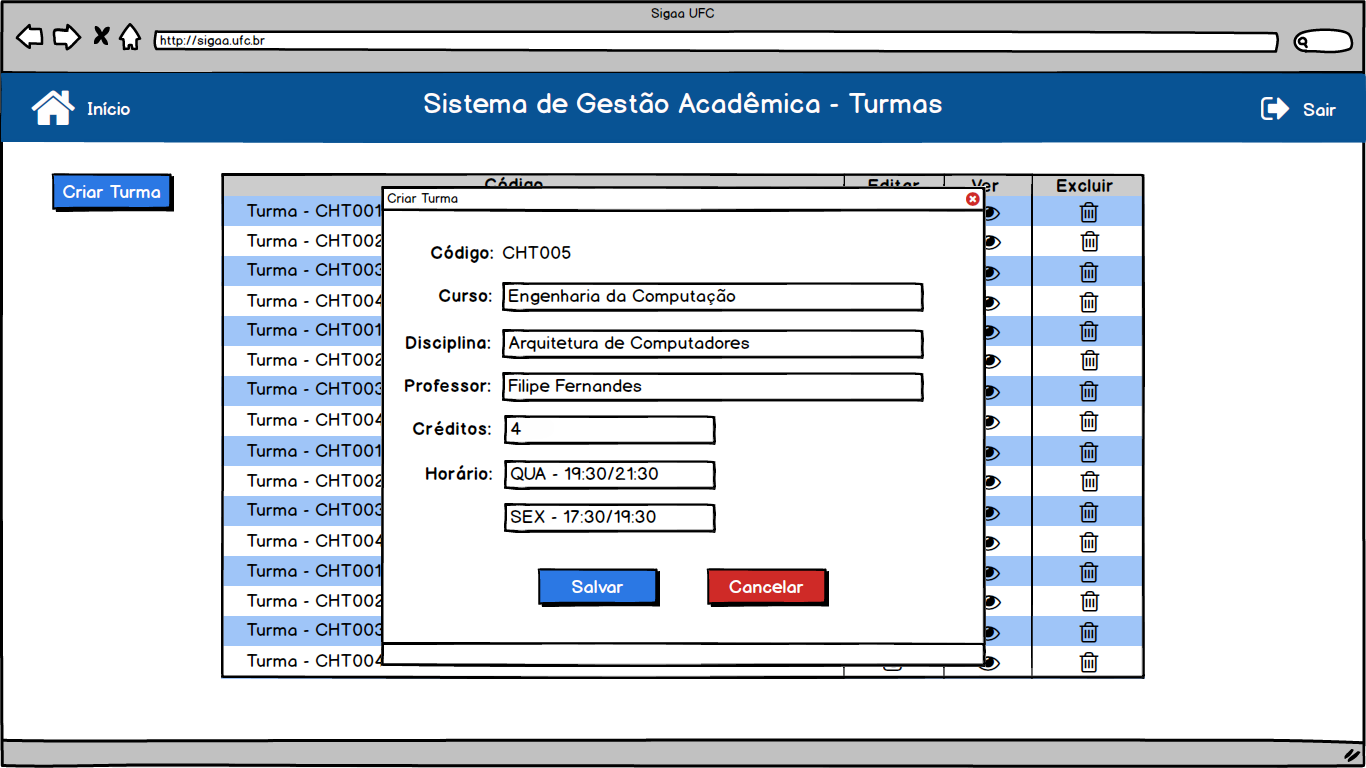 Sigaa UFC
http://sigaa.ufc.br
Início
Sistema de Gestão Acadêmica - Turmas
Sair
Criar Turma
Código Editar Ver Excluir
Turma - CHT001
Turma - CHT002
Turma - CHT003
Turma - CHT004
Turma - CHT001
Turma - CHT002
Turma - CHT003
Turma - CHT004
Turma - CHT001
Turma - CHT002
Turma - CHT003
Turma - CHT004
Turma - CHT001
Turma - CHT002
Turma - CHT003
Turma - CHT004
Criar Turma
Código: CHT005
Curso: Engenharia da Computação
Disciplina: Arquitetura de Computadores
Professor: Filipe Fernandes
Créditos: 4
Horário: QUA - 19:30/21:30
SEX - 17:30/19:30
Salvar Cancelar